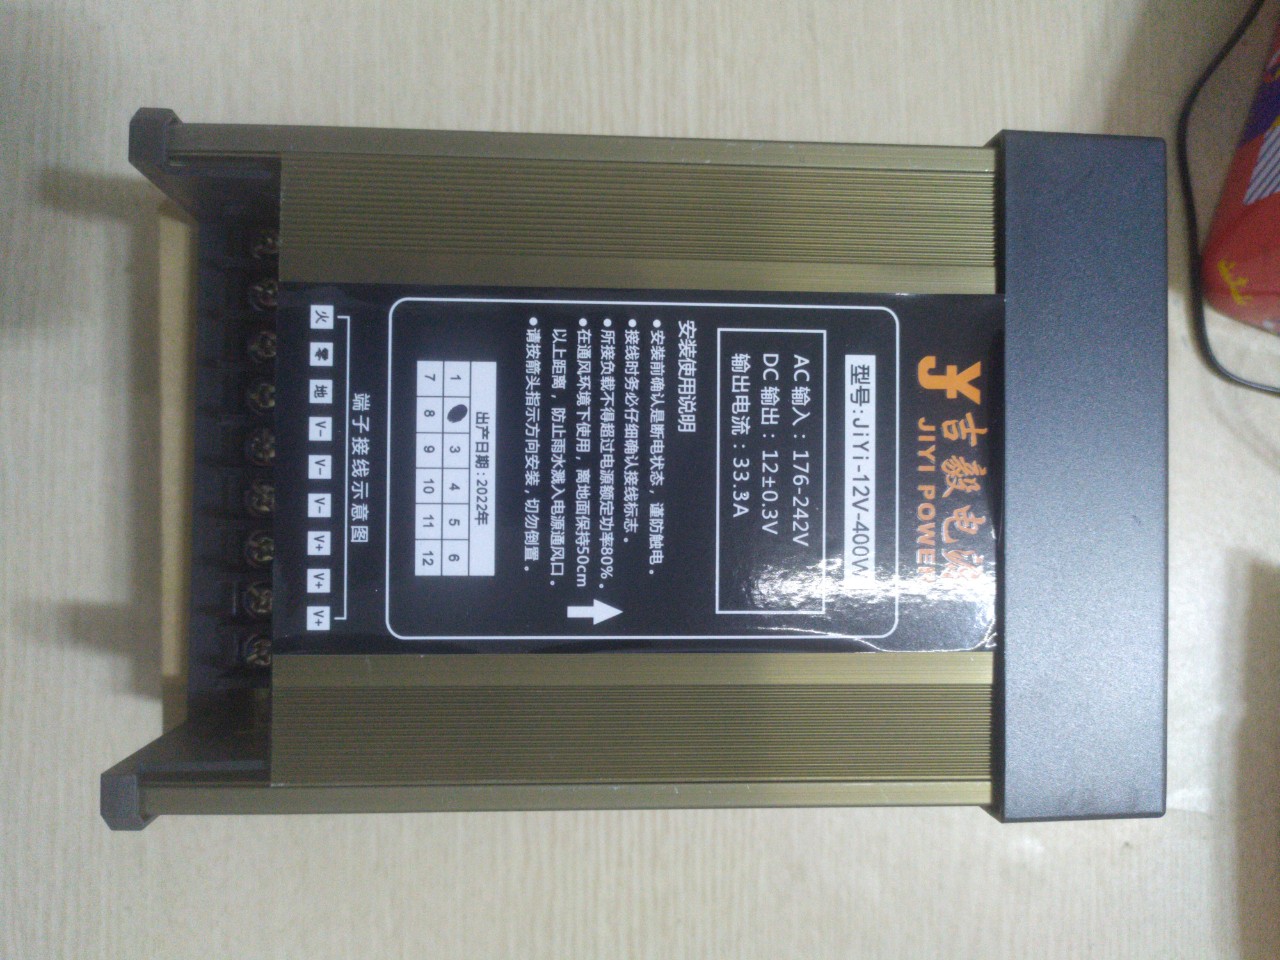 吉毅电源
JIYI POWER
型号:JiYi-12V-400W
AC 输入：176-242V
DC 输出：12±0.3V
输出电流：33.3A
安装使用说明
●安装前确认是断电状态，谨防触电。
●接线时务必仔细确认接线标志。
●所接负载不得超过电源额定功率80%。
●在通风环境下使用，离地面保持50cm
以上距离，防止雨水溅入电源通风口.
●请按箭头指示方向安装,切勿倒置.
出产日期:2022年
1 3 4 5 6
7 8 9 10 11 12
端子接线示意图
火 零 地 V- V- V- V+ V+ V+